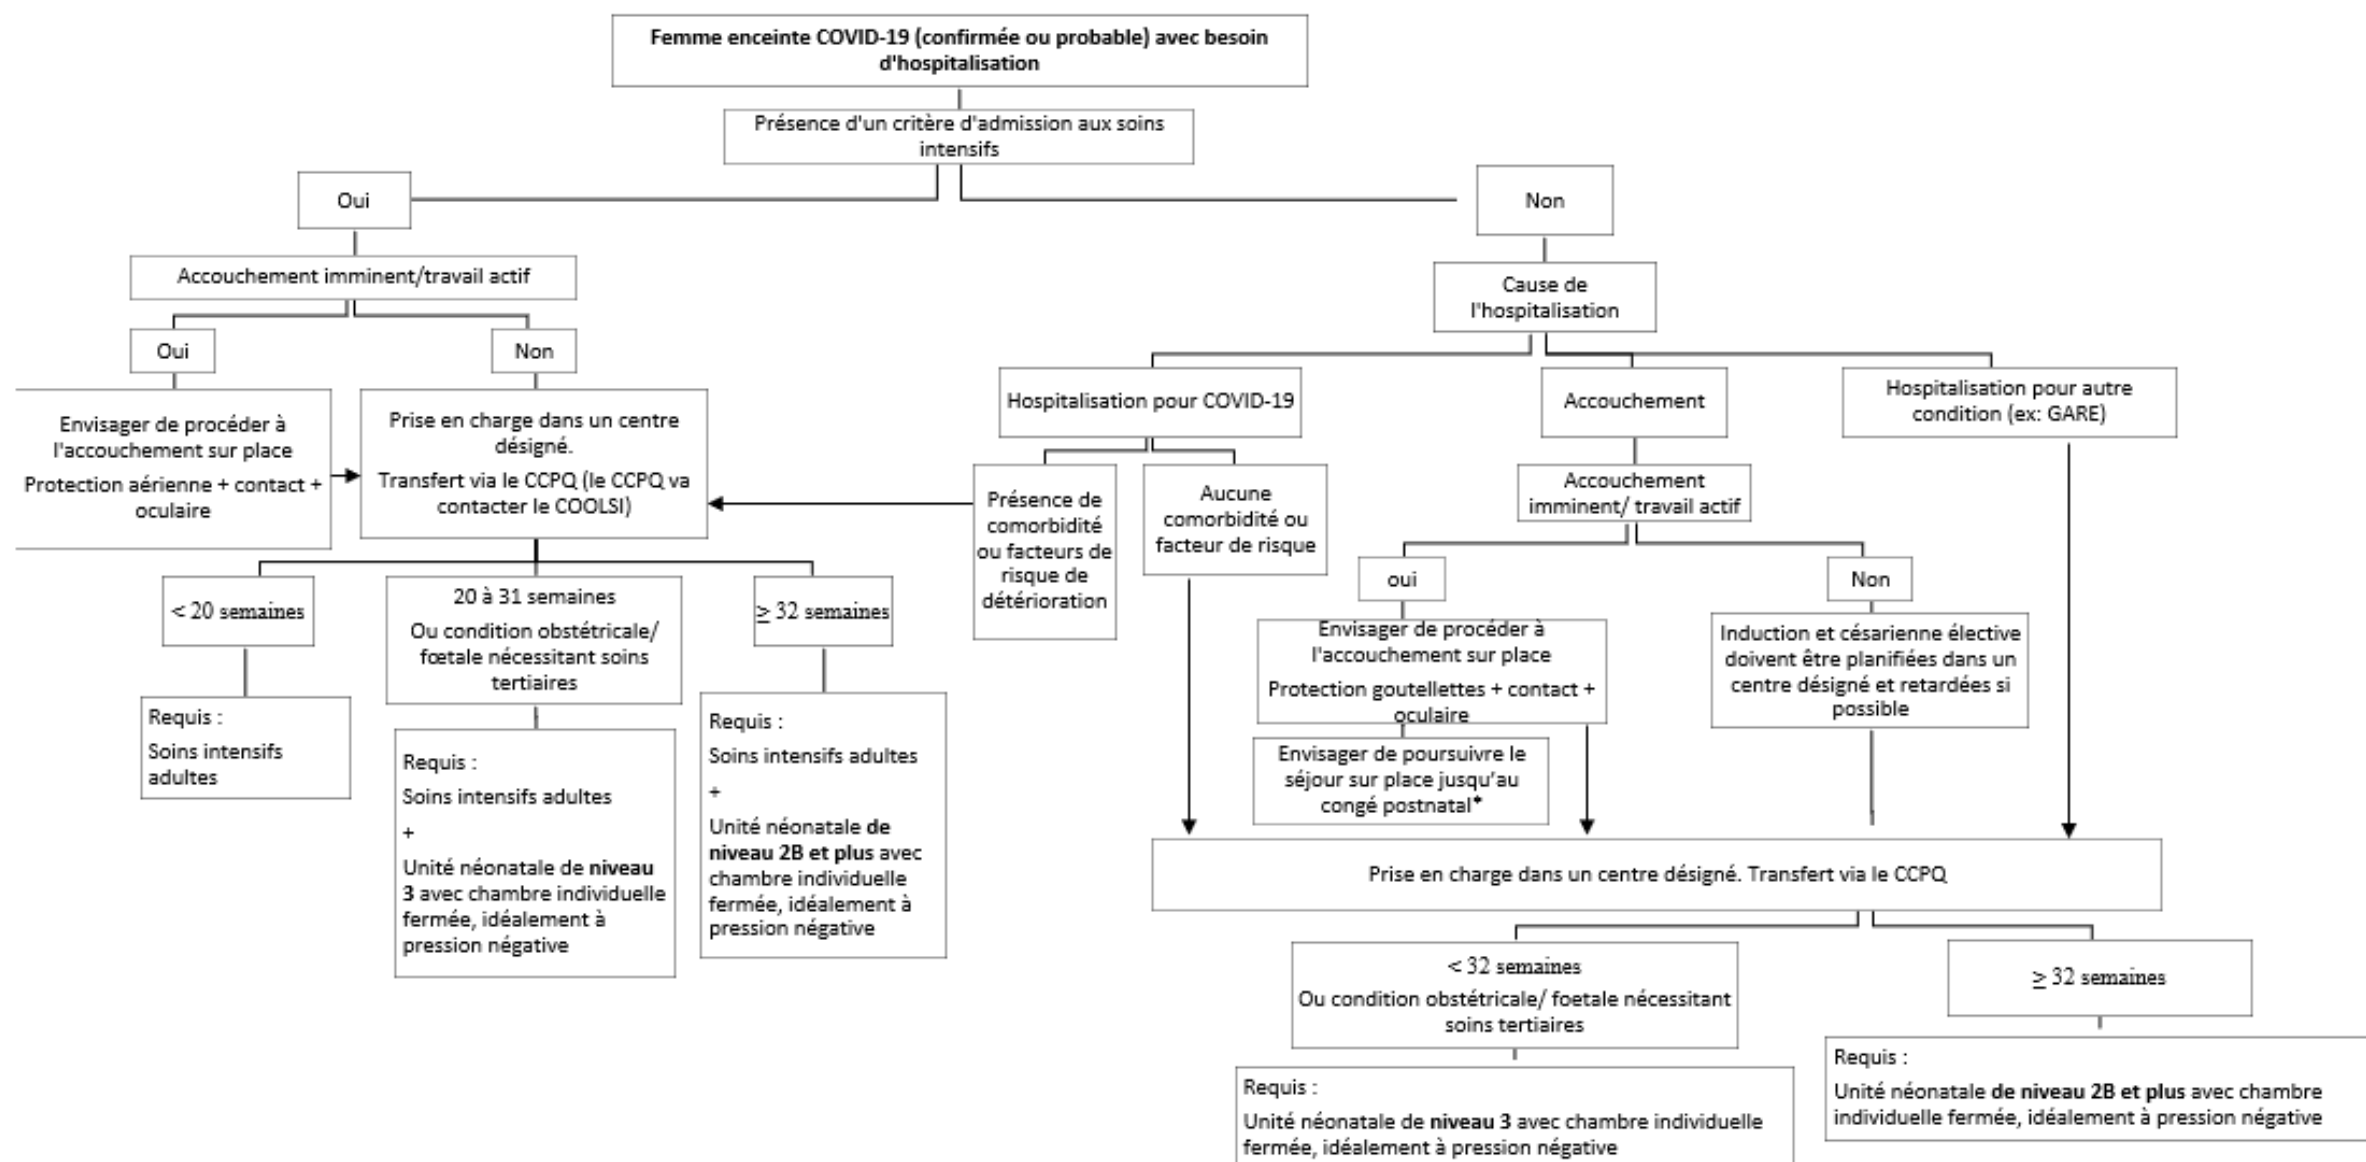 Femme enceinte COVID-19 (confirmée ou probable) avec besoin
d'hospitalisation
Présence d'un critère d'admission aux soins
intensifs
Oui
Non
Accouchement imminent/travail actif
Cause de
l'hospitalisation
Oui
Non
Envisager de procéder à
l'accouchement sur place
Protection aérienne + contact +
oculaire
Prise en charge dans un centre
désigné.
Transfert via le CCPQ (le CCPQ va
contacter le COOLSI)
Hospitalisation pour COVID-19
Accouchement
Hospitalisation pour autre
condition (ex: GARE)
Présence de
comorbidité
ou facteurs de
risque de
détérioration
Aucune
comorbidité ou
facteur de risque
Accouchement
imminent/ travail actif
oui
Non
< 20 semaines
20 à 31 semaines
Ou condition obstétricale/
fœtale nécessitant soins
tertiaires
≥ 32 semaines
Envisager de procéder à
l'accouchement sur place
Protection goutellettes + contact +
oculaire
Induction et césarienne élective
doivent être planifiées dans un
centre désigné et retardées si
possible
Envisager de poursuivre le
séjour sur place jusqu'au
congé postnatal*
Requis :
Soins intensifs
adultes
Requis :
Soins intensifs adultes
+
Unité néonatale de niveau
3 avec chambre individuelle
fermée, idéalement à
pression négative
Requis :
Soins intensifs adultes
+
Unité néonatale de
niveau 2B et plus avec
chambre individuelle
fermée, idéalement à
pression négative
Prise en charge dans un centre désigné. Transfert via le CCPQ
< 32 semaines
Ou condition obstétricale/ foetale nécessitant
soins tertiaires
≥ 32 semaines
Requis :
Unité néonatale de niveau 3 avec chambre individuelle
fermée, idéalement à pression négative
Requis :
Unité néonatale de niveau 2B et plus avec chambre
individuelle fermée, idéalement à pression négative